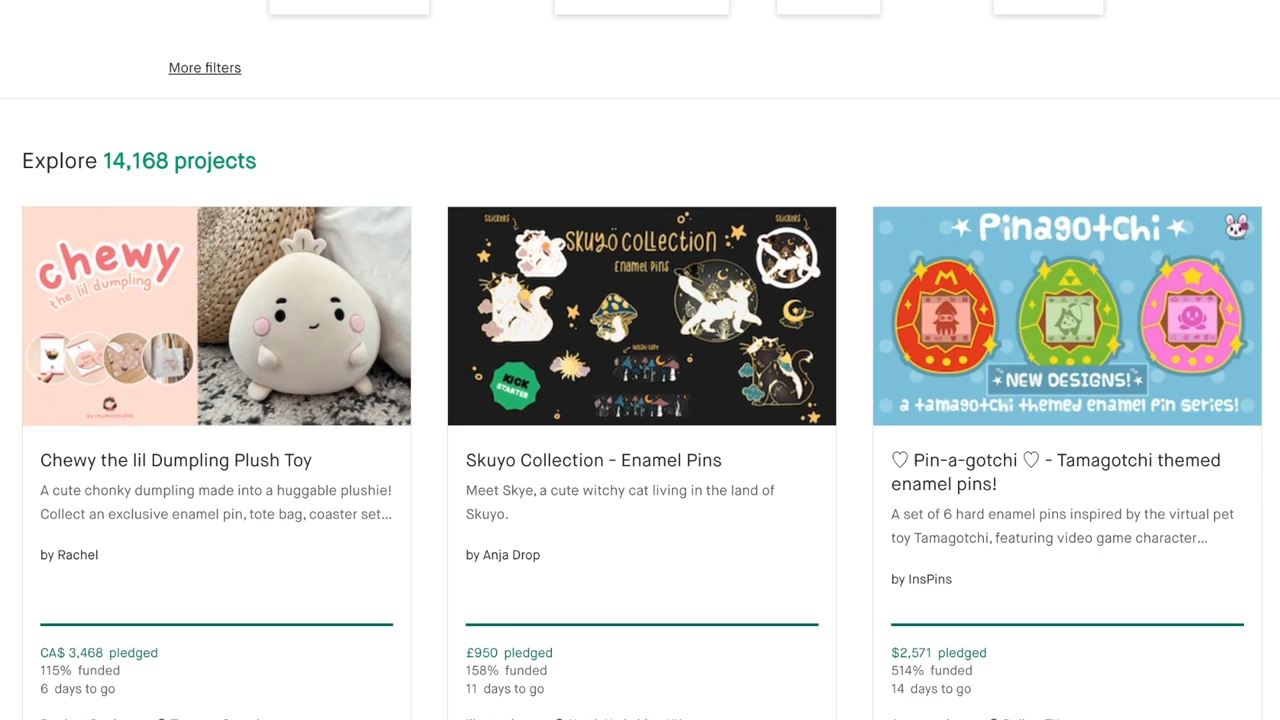 More filters
Explore 14,168 projects
chewy
the lil dumpling
Stickers
SKUYO COLLECTION
Enamel Pins
Stickers
washi tape
KICK
STARTER
Pinagotchi
NEW DESIGNS!
a tamagotchi themed enamel pin series!
Chewy the lil Dumpling Plush Toy
A cute chonky dumpling made into a huggable plushie!
Collect an exclusive enamel pin, tote bag, coaster set...
by Rachel
CA$ 3,468 pledged
115% funded
6 days to go
Skuyo Collection - Enamel Pins
Meet Skye, a cute witchy cat living in the land of
Skuyo.
by Anja Drop
£950 pledged
158% funded
11 days to go
♡ Pin-a-gotchi ♡ - Tamagotchi themed
enamel pins!
A set of 6 hard enamel pins inspired by the virtual pet
toy Tamagotchi, featuring video game character...
by InsPins
$2,571 pledged
514% funded
14 days to go